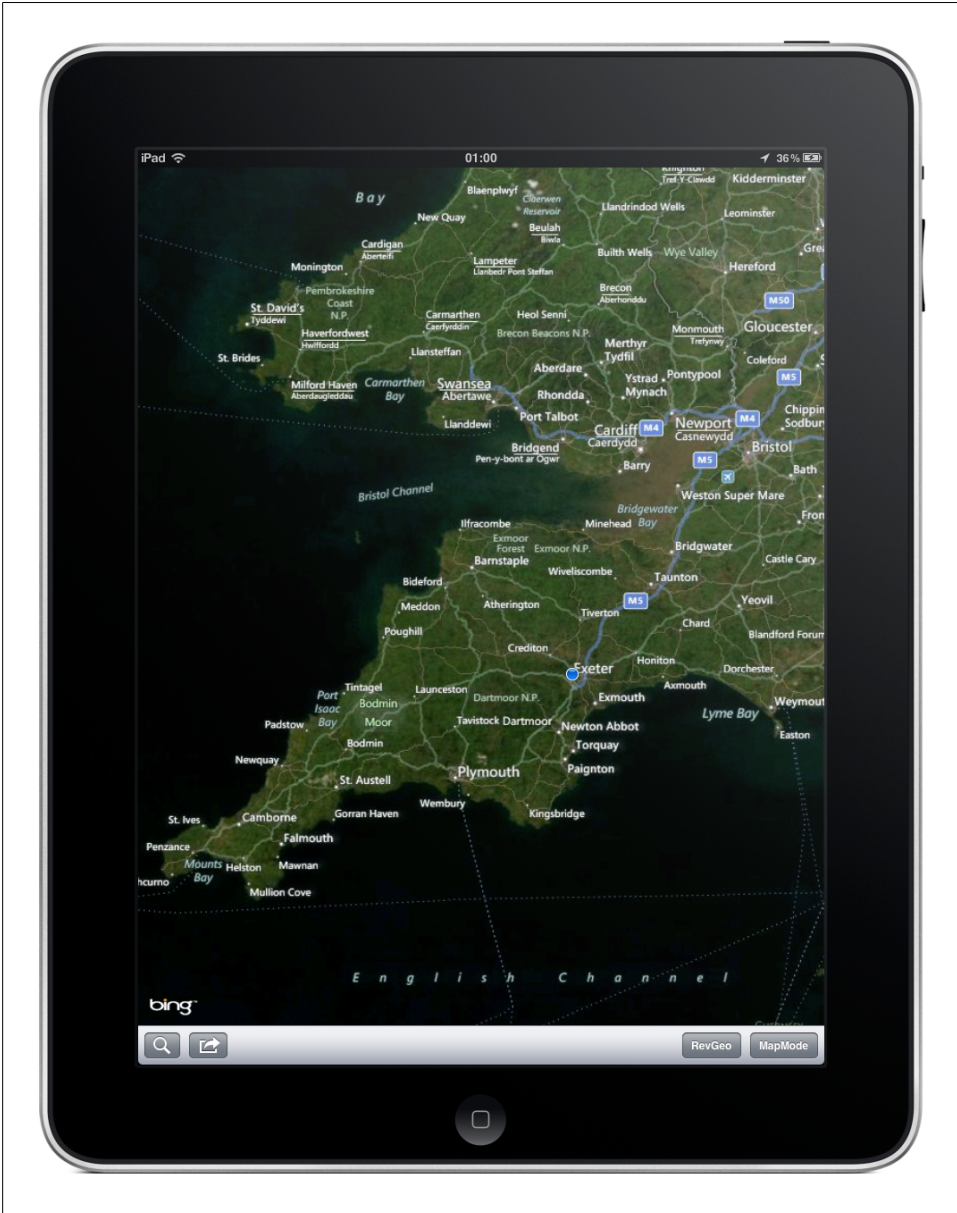 iPad
01:00
36%
Knighton
Tref-Y-Clawdd
Kidderminster
Bay
Blaenplwyf
Claerwen
Reservoir
Llandrindod Wells
Leominster
New Quay
Beulah
Biwla
Cardigan
Aberteifi
Builth Wells
Wye Valley
Lampeter
Llanbedr Pont Steffan
Monington
Hereford
Pembrokeshire
Coast
N.P.
Brecon
Aberhonddu
M50
St. David's
Tyddewi
Carmarthen
Caerfyrddin
Heol Senni
Haverfordwest
Hwlffordd
Brecon Beacons N.P.
Monmouth
Trefynwy
Gloucester
Merthyr
Tydfil
Llansteffan
St. Brides
Coleford
Aberdare
Ystrad
Mynach
Pontypool
M5
Milford Haven
Aberdaugleddau
Carmarthen
Bay
Swansea
Abertawe
Rhondda
Port Talbot
Chippin
Sodbur
Llanddewi
Cardiff
Caerdydd
M4
Newport
Casnewydd
M4
Bridgend
Pen-y-bont ar Ogwr
Bristol
M5
Barry
Bath
Bristol Channel
Weston Super Mare
Bridgewater
Bay
Fron
Ilfracombe
Minehead
Exmoor
Forest
Exmoor N.P.
Bridgwater
Barnstaple
Castle Cary
Wiveliscombe
Bideford
Taunton
Meddon
Atherington
M5
Yeovil
Tiverton
Chard
Poughill
Blandford Forum
Crediton
Exeter
Honiton
Dorchester
Tintagel
Launceston
Dartmoor N.P.
Exmouth
Axmouth
Port
Isaac
Bay
Bodmin
Moor
Weymout
Lyme Bay
Padstow
Tavistock
Dartmoor
Newton Abbot
Easton
Bodmin
Torquay
Newquay
Plymouth
Paignton
St. Austell
Wembury
Gorran Haven
Kingsbridge
St. Ives
Camborne
Falmouth
Penzance
Mounts
Bay
Helston
Mawnan
hcurno
Mullion Cove
English Channel
bing
RevGeo
MapMode